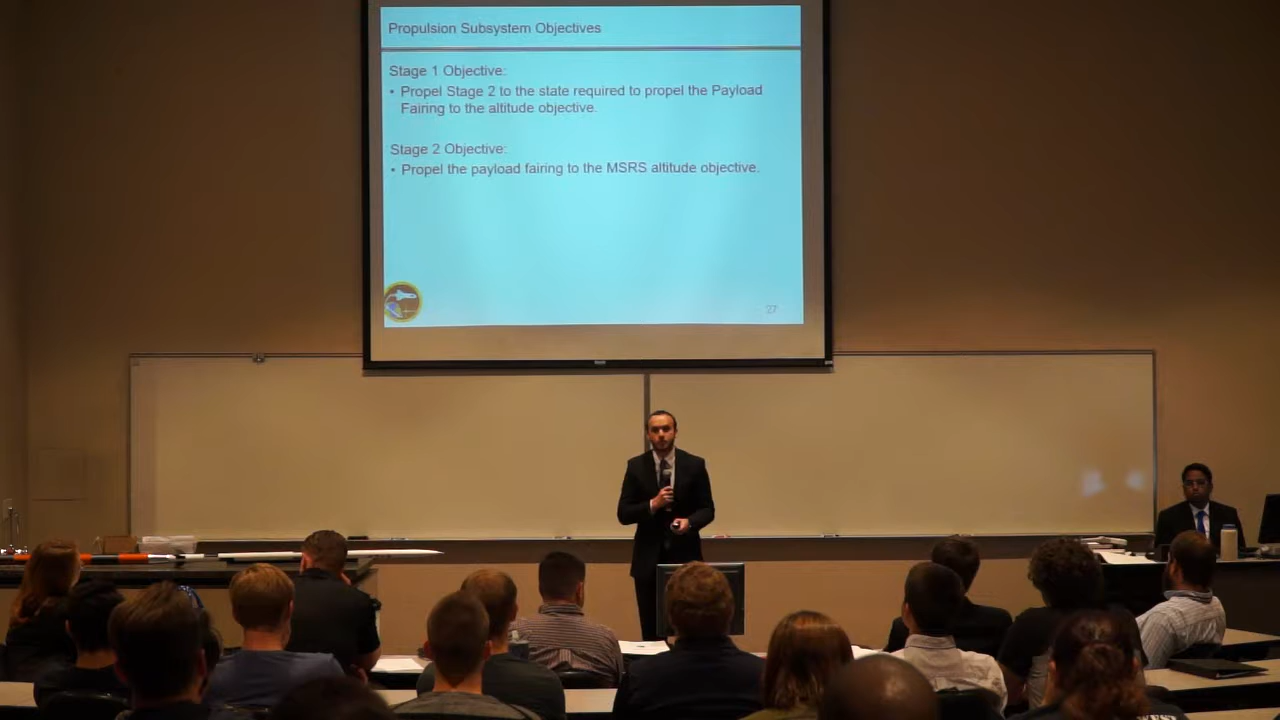 Propulsion Subsystem Objectives
Stage 1 Objective:
• Propel Stage 2 to the state required to propel the Payload
Fairing to the altitude objective.
Stage 2 Objective:
• Propel the payload fairing to the MSRS altitude objective.
27